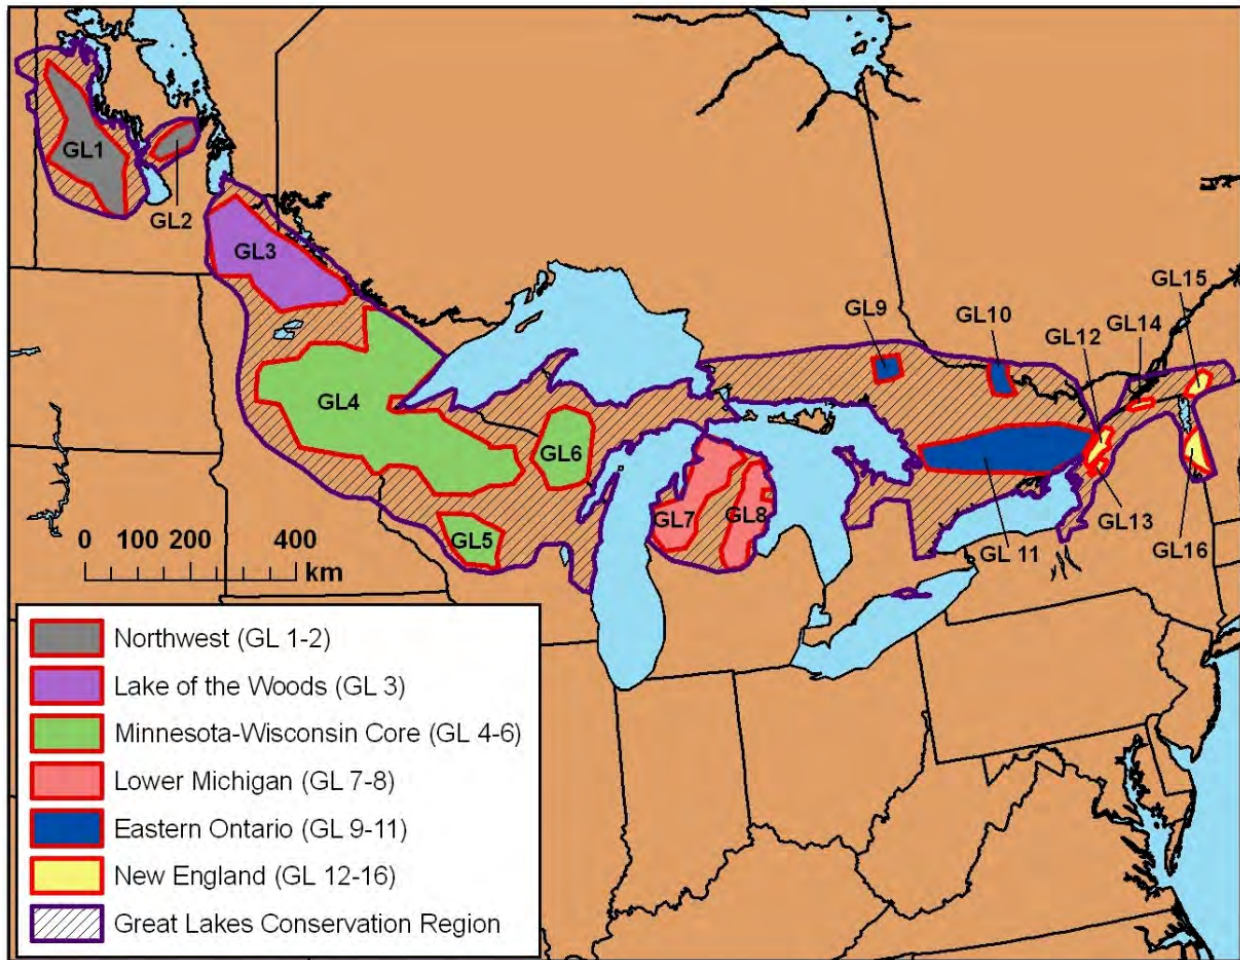 GL1
GL2
GL3
GL15
GL9
GL10
GL14
GL12
GL4
GL6
GL7
GL8
GL5
GL13
GL 11
GL16
0 100 200 400
km
Northwest (GL 1-2)
Lake of the Woods (GL 3)
Minnesota-Wisconsin Core (GL 4-6)
Lower Michigan (GL 7-8)
Eastern Ontario (GL 9-11)
New England (GL 12-16)
Great Lakes Conservation Region